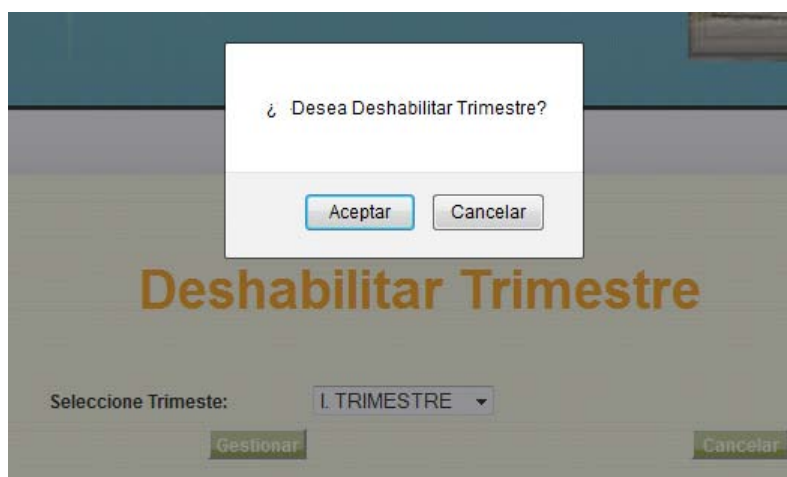 ¿ Desea Deshabilitar Trimestre?
Aceptar Cancelar
Deshabilitar Trimestre
Seleccione Trimeste: I. TRIMESTRE
Gestionar Cancelar